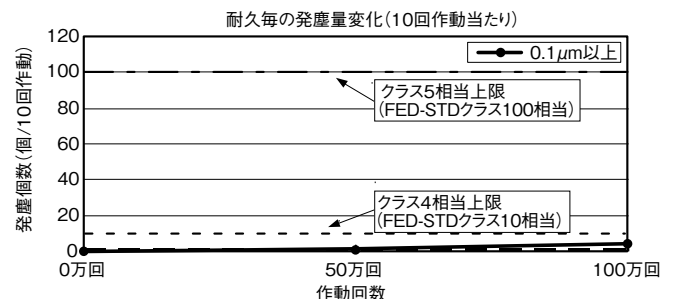 耐久毎の発塵量変化(10回作動当たり)
0.1μm以上
発塵個数(個/10回作動)
120
100
80
60
40
20
0
クラス5相当上限
(FED-STDクラス100相当)
クラス4相当上限
(FED-STDクラス10相当)
0万回
50万回
100万回
作動回数